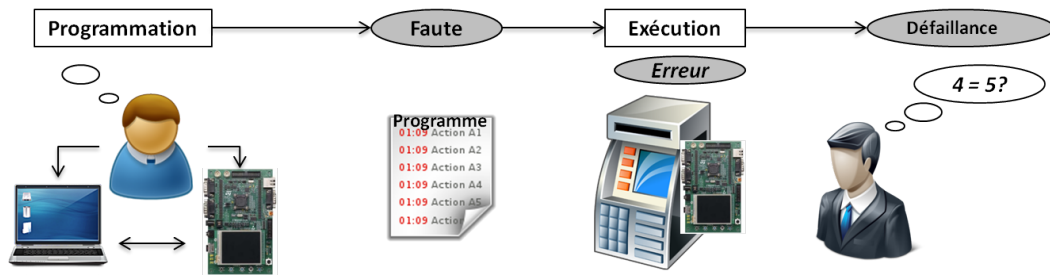 Programmation
Faute
Exécution
Défaillance
Erreur
4 = 5?
Programme
01:09 Action A1
01:09 Action A2
01:09 Action A3
01:09 Action A4
01:09 Action A5
01:09 Action